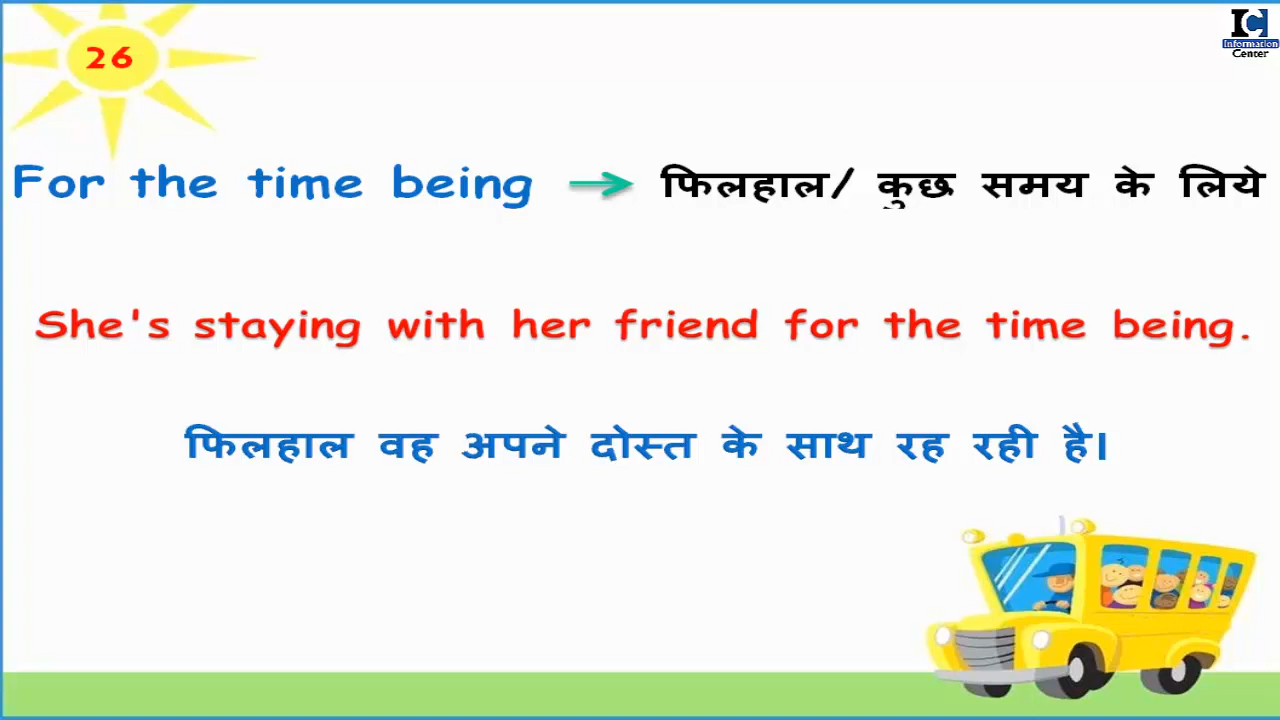 26
IC
Information
Center
For the time being → फिलहाल/ कुछ समय के लिये
She's staying with her friend for the time being.
फिलहाल वह अपने दोस्त के साथ रह रही है।